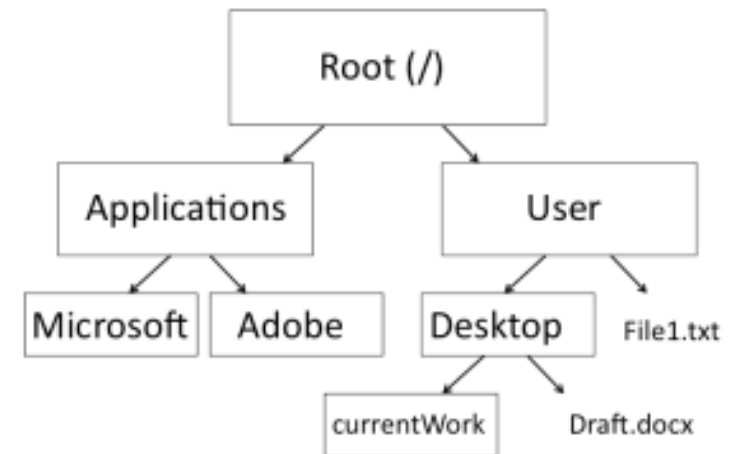 Root (/)
Applications
User
Microsoft
Adobe
Desktop
File1.txt
currentWork
Draft.docx